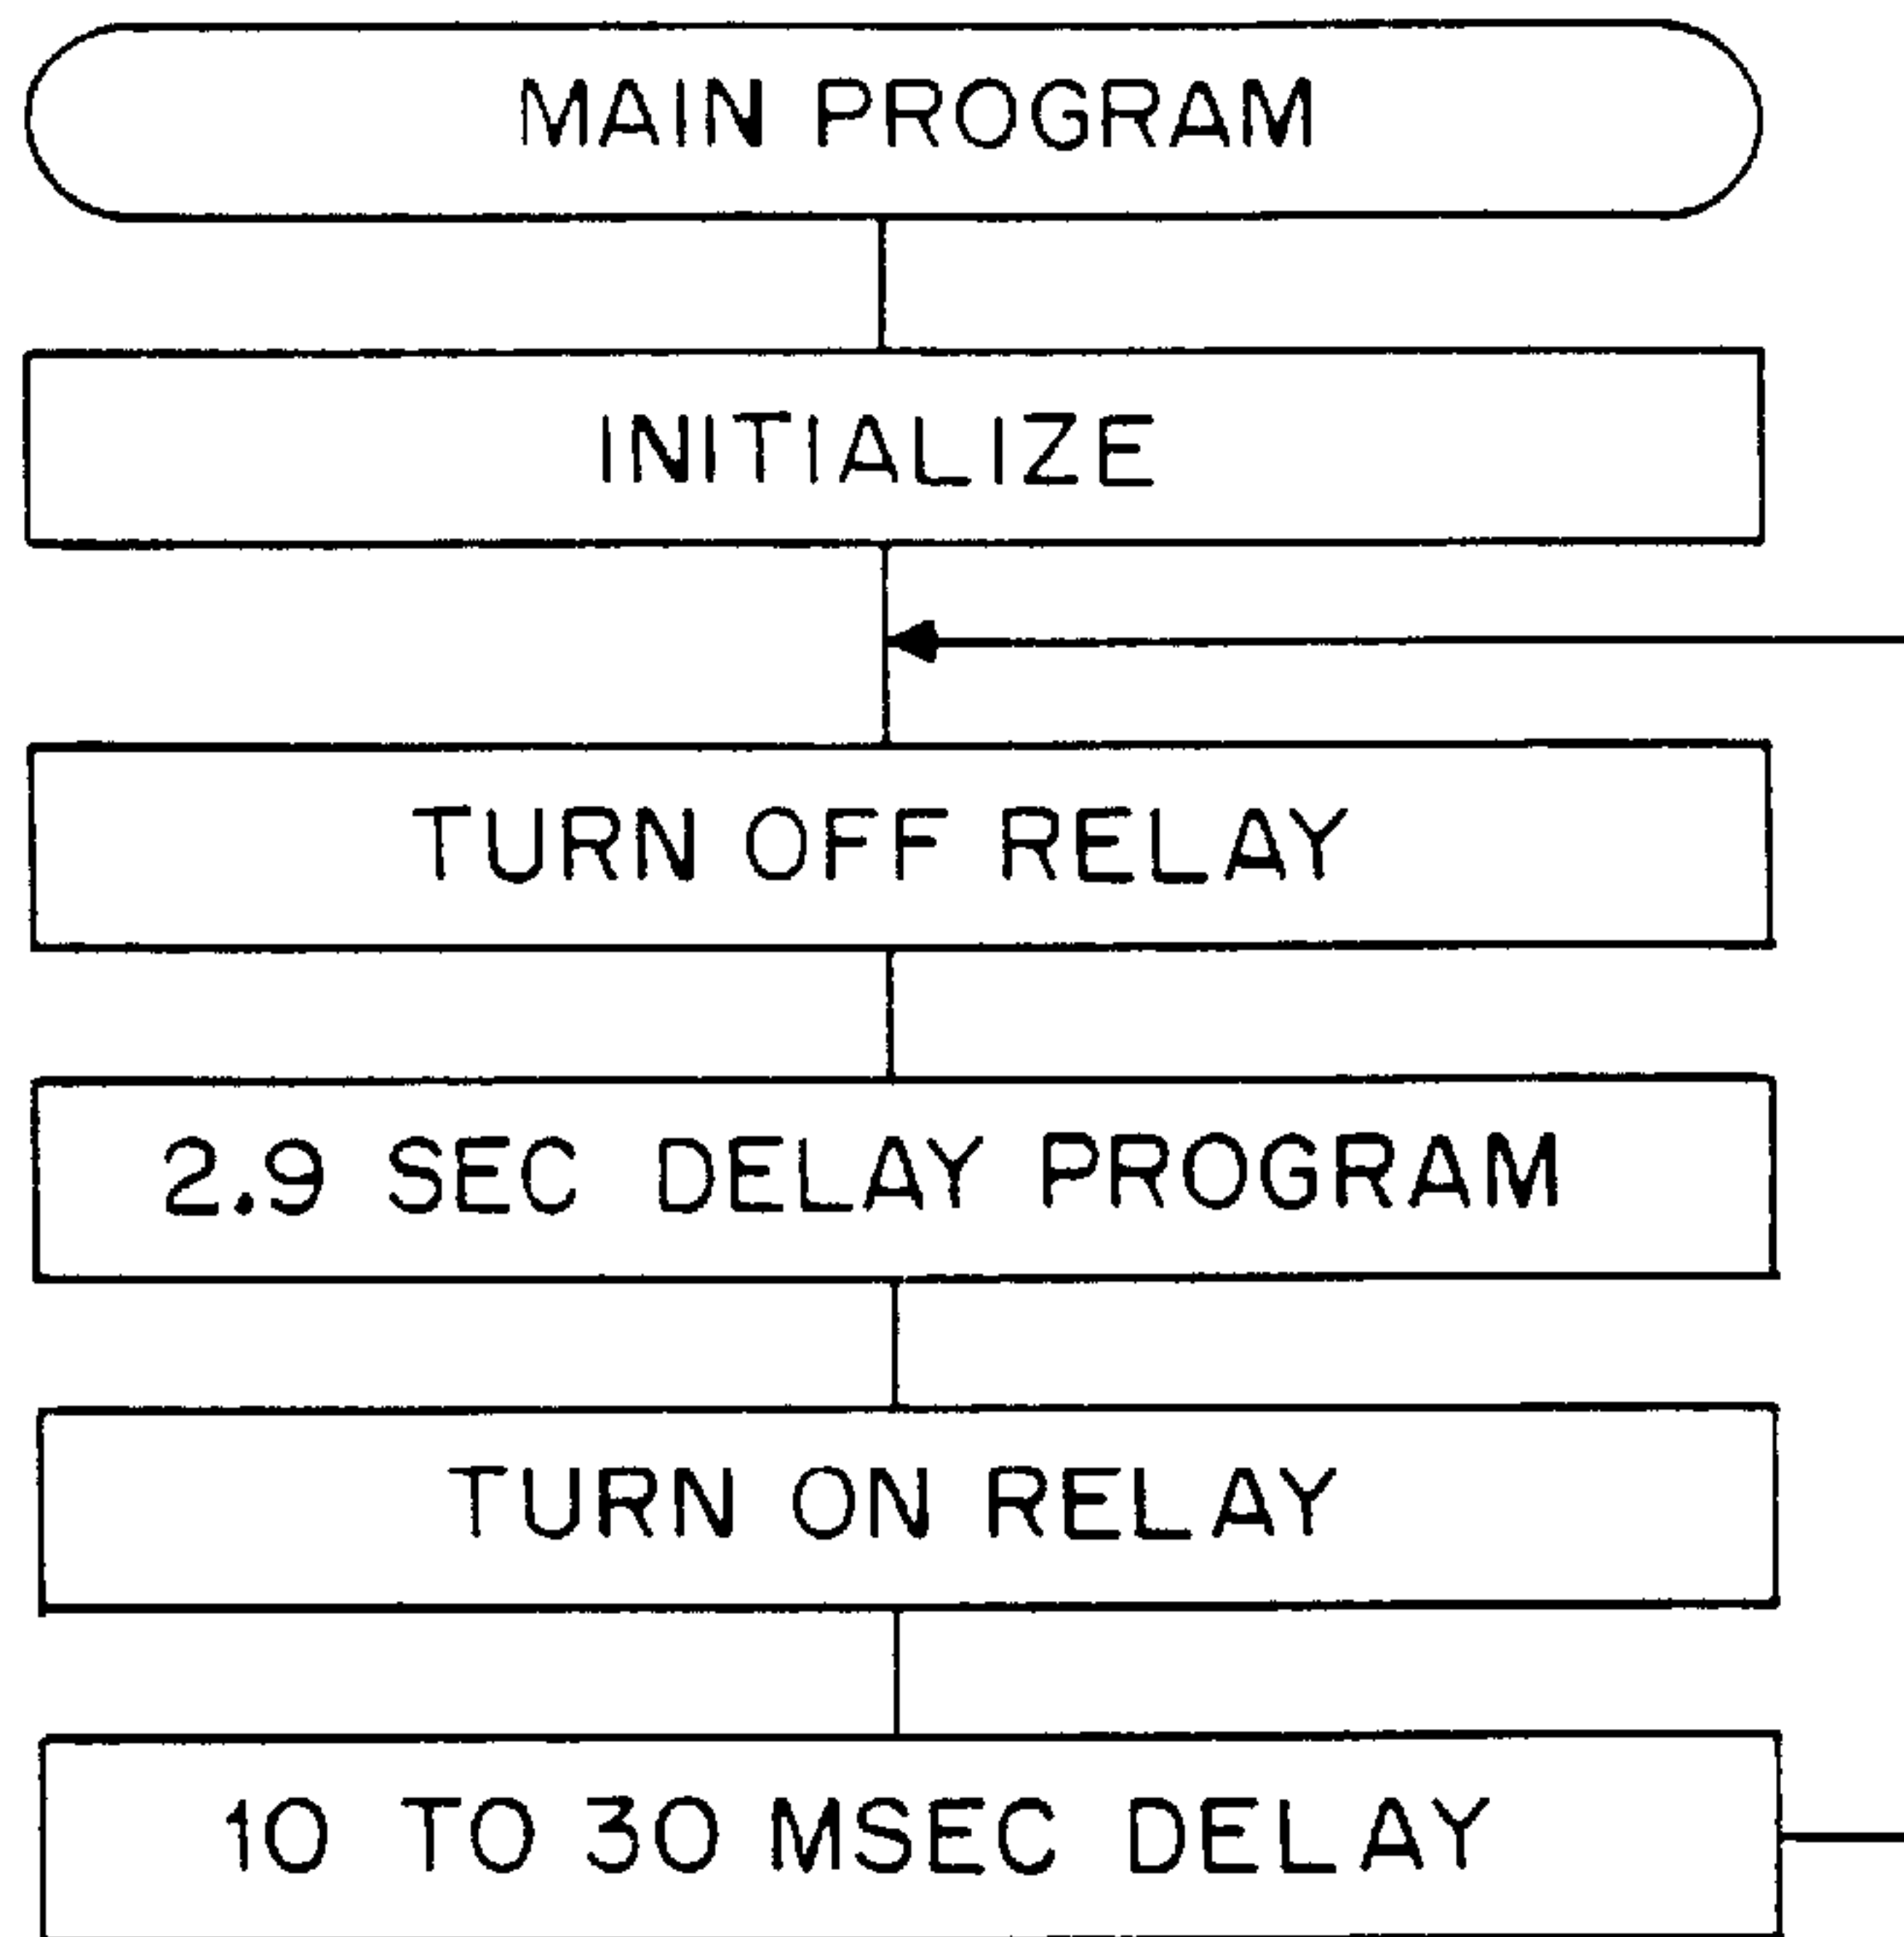 MAIN PROGRAM
INITIALIZE
TURN OFF RELAY
2.9 SEC DELAY PROGRAM
TURN ON RELAY
10 TO 30 MSEC DELAY